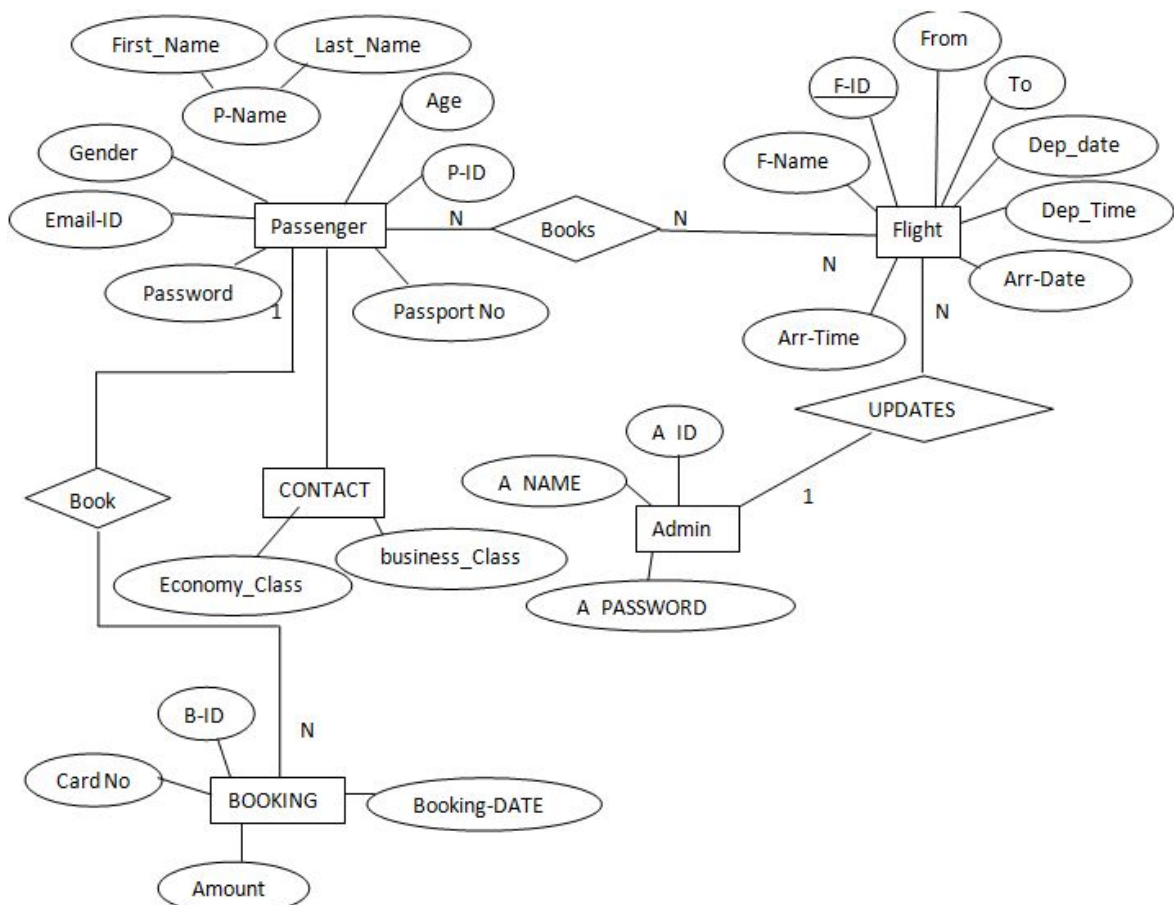 First_Name
Last_Name
P-Name
Age
Gender
P-ID
Email-ID
Passenger
Password
Passport No
N
Books
N
From
F-ID
To
F-Name
Dep_date
Dep_Time
Flight
Arr-Date
N
Arr-Time
N
1
UPDATES
A ID
A NAME
1
Admin
A PASSWORD
Book
CONTACT
business_Class
Economy_Class
B-ID
N
Card No
BOOKING
Booking-DATE
Amount